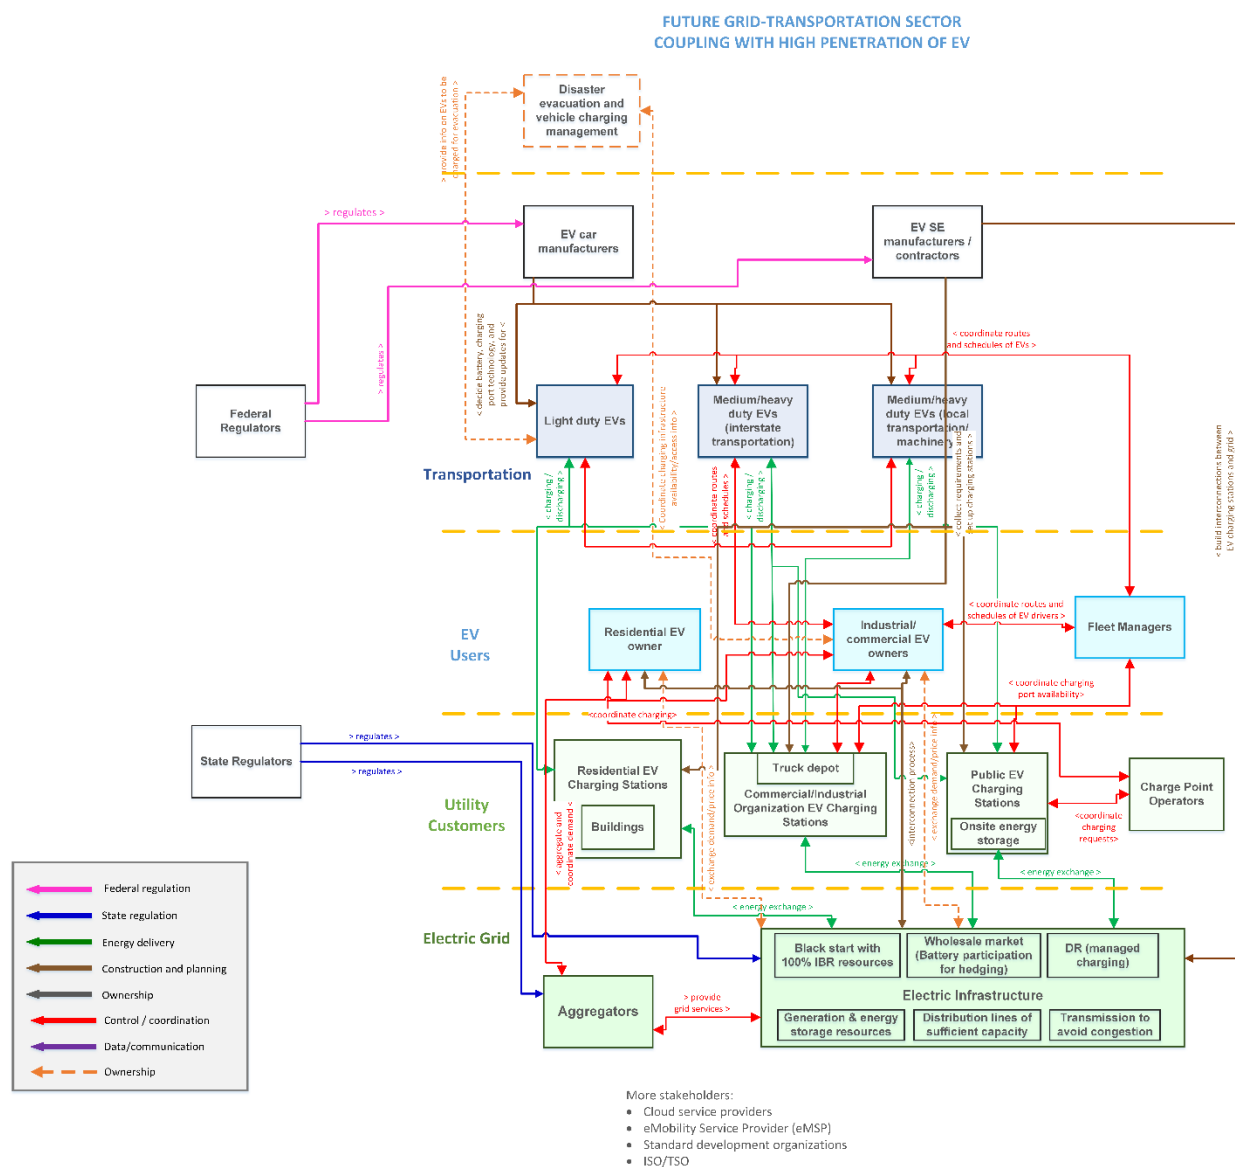 FUTURE GRID-TRANSPORTATION SECTOR
COUPLING WITH HIGH PENETRATION OF EV
Disaster
evacuation and
vehicle charging
management
> provide info on EVs to be
charged for evacuation >
> regulates >
EV car
manufacturers
EV SE
manufacturers /
contractors
> regulates >
< decide battery, charging
port technology, and
provide updates for <
< coordinate routes
and schedules of EVs >
Federal
Regulators
Light duty EVs
Medium/heavy
duty EVs
(interstate
transportation)
Medium/heavy
duty EVs (local
transportation/
machinery)
< Coordinate charging infrastructure
availability/access info >
< collect requirements and
set up charging stations >
< build interconnections between
EV charging stations and grid >
Transportation
< charging /
discharging >
< coordinate routes
and schedules >
< charging /
discharging >
< charging /
discharging >
EV
Users
Residential EV
owner
Industrial/
commercial EV
owners
< coordinate routes and
schedules of EV drivers >
Fleet Managers
< coordinate charging
port availability>
<coordinate charging>
State Regulators
> regulates >
> regulates >
Residential EV
Charging Stations
Buildings
Truck depot
Commercial/Industrial
Organization EV Charging
Stations
Public EV
Charging
Stations
Onsite energy
storage
Charge Point
Operators
<coordinate
charging
requests>
Utility
Customers
< aggregate and
coordinate demand <
< exchange demand/price info >
<interconnection process>
< exchange demand/price info >
< energy exchange >
< energy exchange >
< energy exchange >
Electric Grid
Black start with
100% IBR resources
Wholesale market
(Battery participation
for hedging)
DR (managed
charging)
Electric Infrastructure
Generation & energy
storage resources
Distribution lines of
sufficient capacity
Transmission to
avoid congestion
Aggregators
> provide
grid services >
Federal regulation
State regulation
Energy delivery
Construction and planning
Ownership
Control / coordination
Data/communication
Ownership
More stakeholders:
• Cloud service providers
• eMobility Service Provider (eMSP)
• Standard development organizations
• ISO/TSO